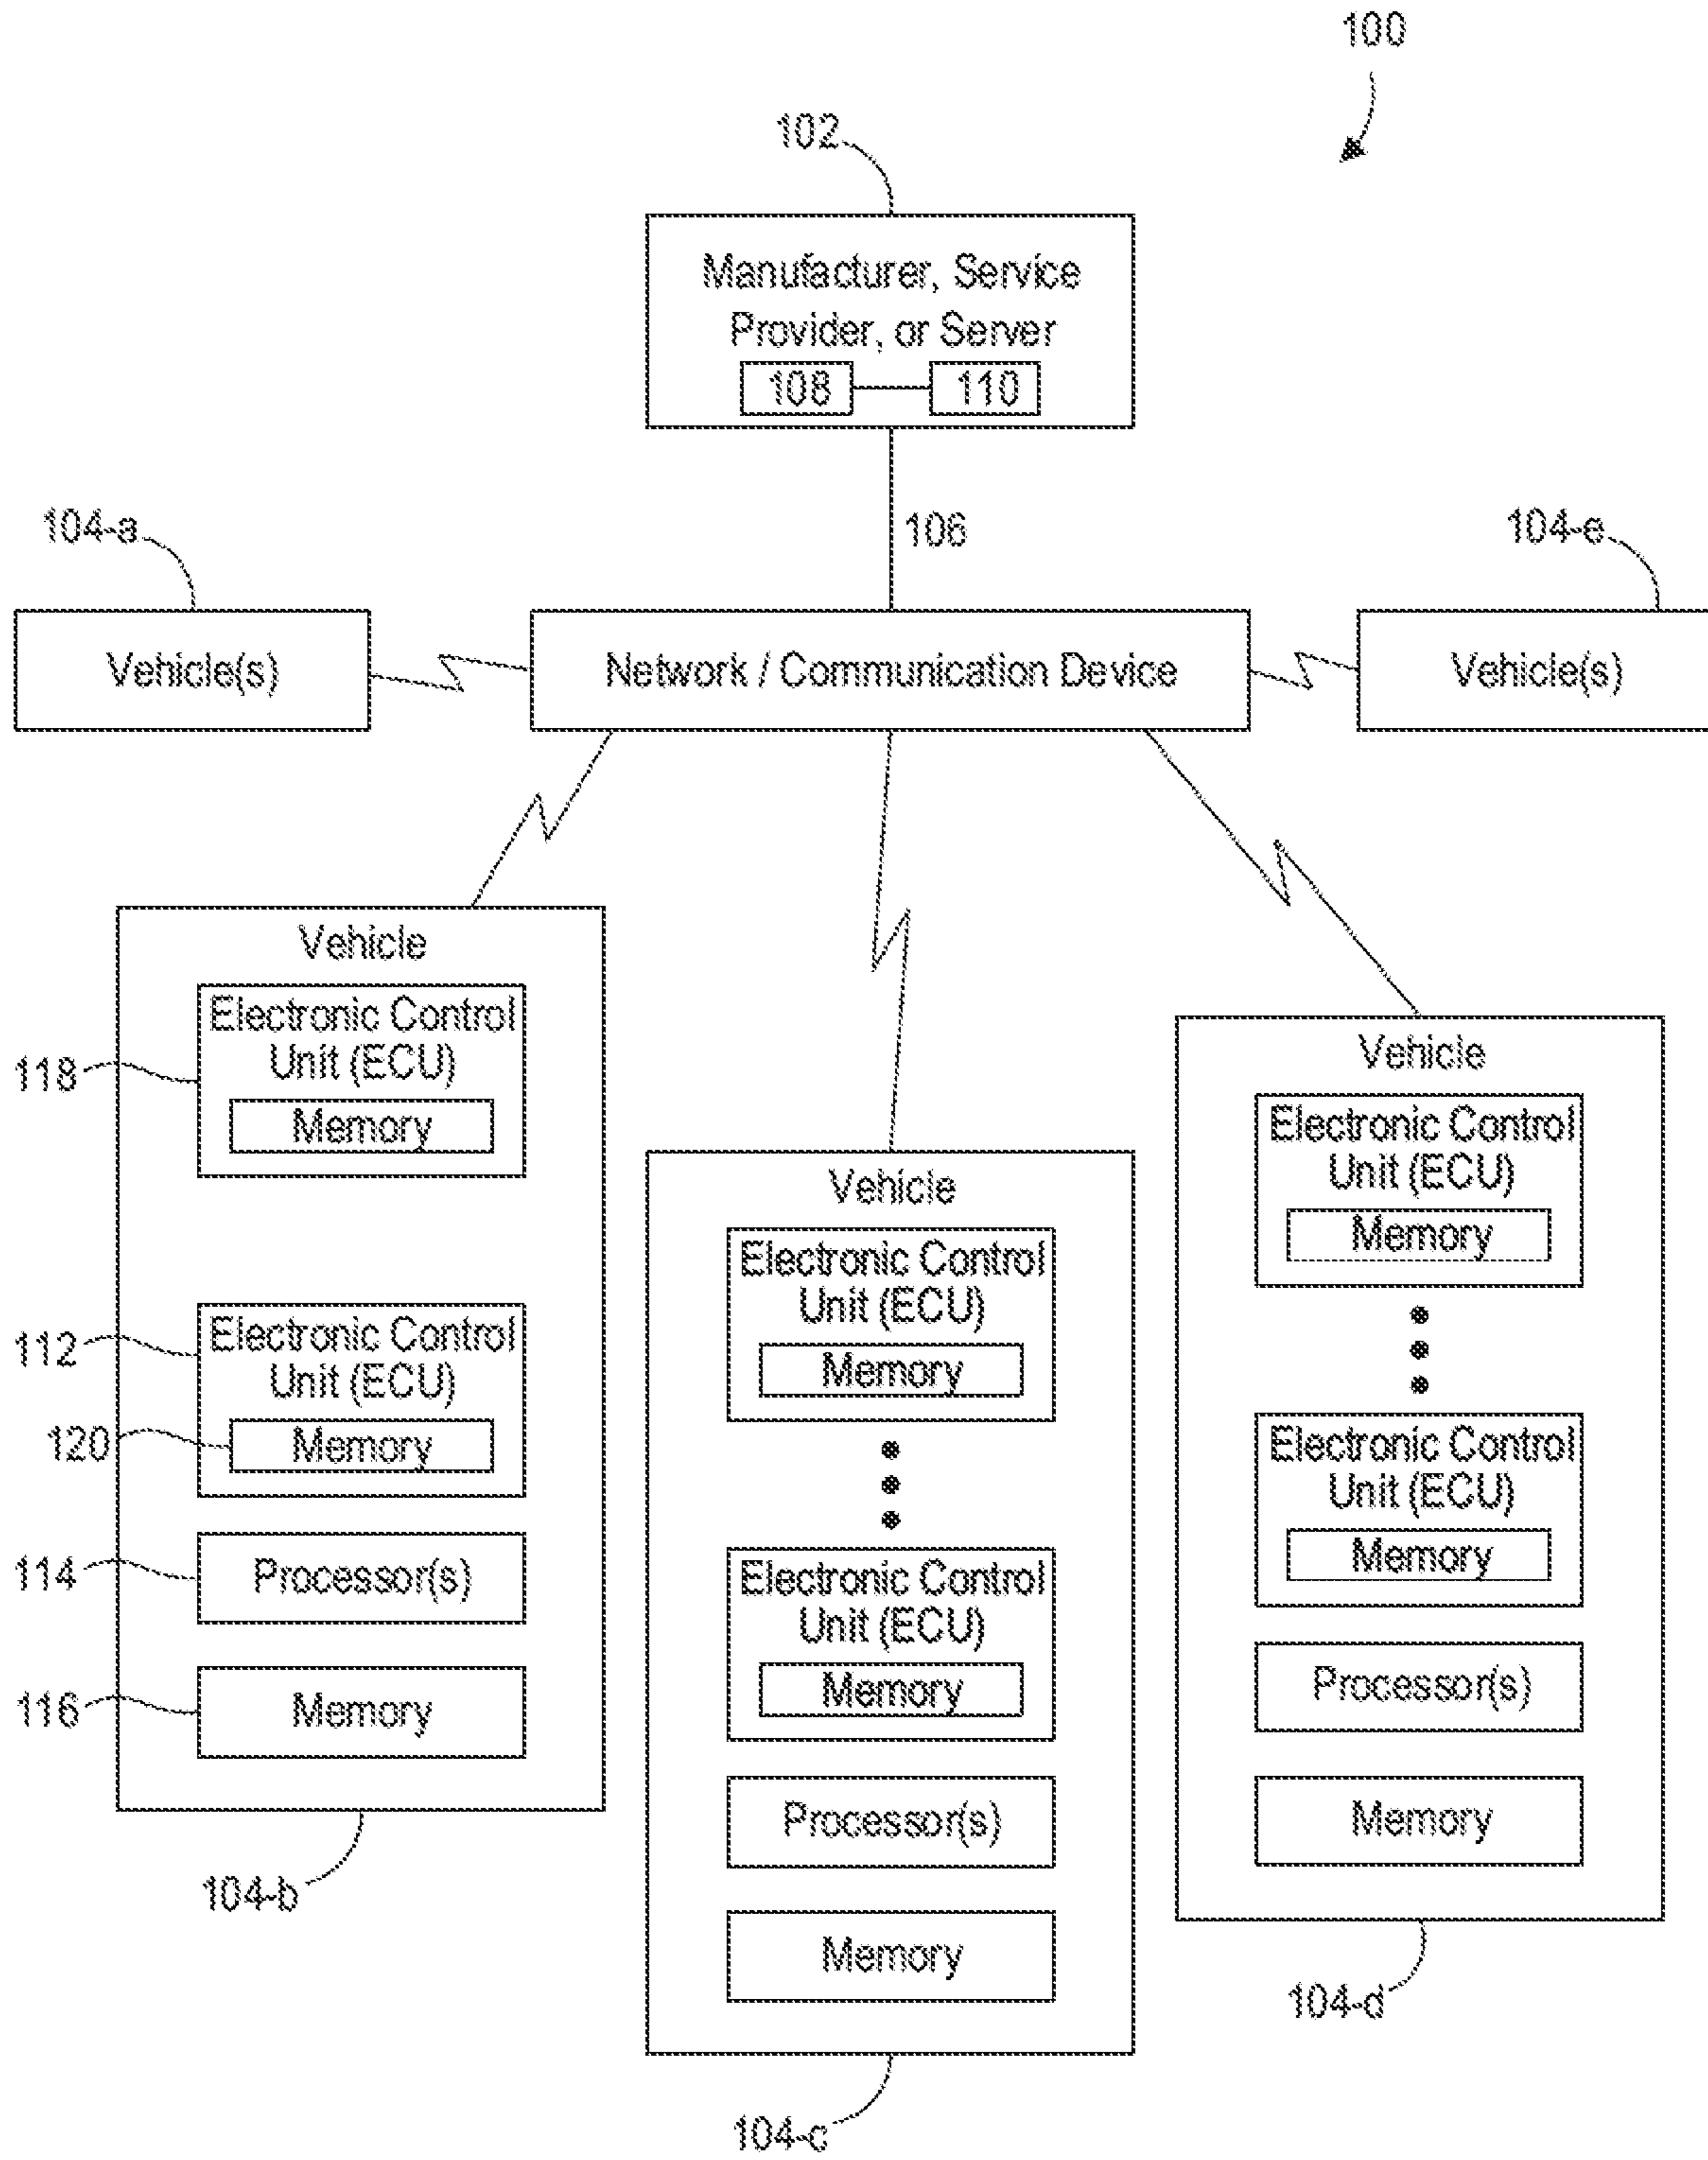 100
102
Manufacturer, Service
Provider, or Server
108
110
106
104-a
104-e
Vehicle(s)
Network / Communication Device
Vehicle(s)
Vehicle
Electronic Control
Unit (ECU)
Memory
118
Electronic Control
Unit (ECU)
Memory
112
120
Processor(s)
114
Memory
116
104-b
Vehicle
Electronic Control
Unit (ECU)
Memory
Electronic Control
Unit (ECU)
Memory
Processor(s)
Memory
104-c
Vehicle
Electronic Control
Unit (ECU)
Memory
Electronic Control
Unit (ECU)
Memory
Processor(s)
Memory
104-d